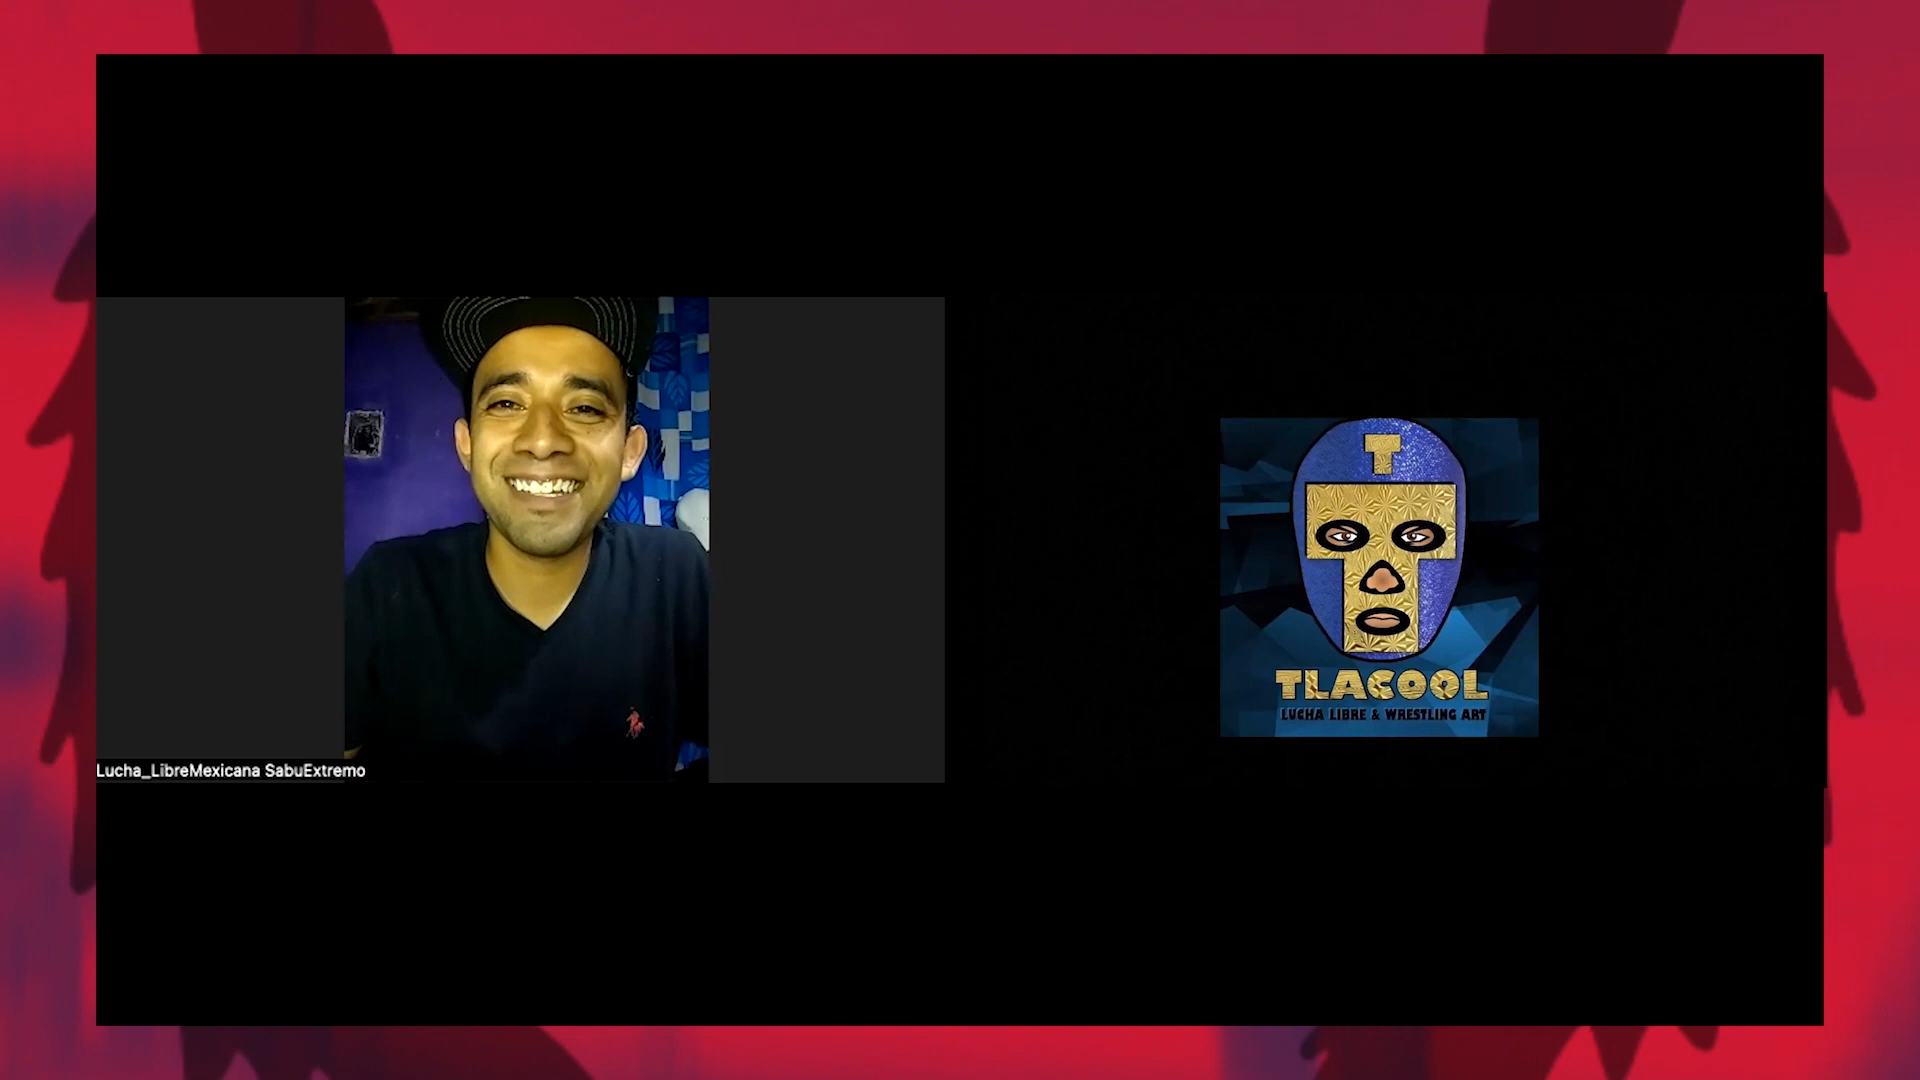 Lucha_LibreMexicana SabuExtremo
T
TLACOOL
LUCHA LIBRE & WRESTLING ART